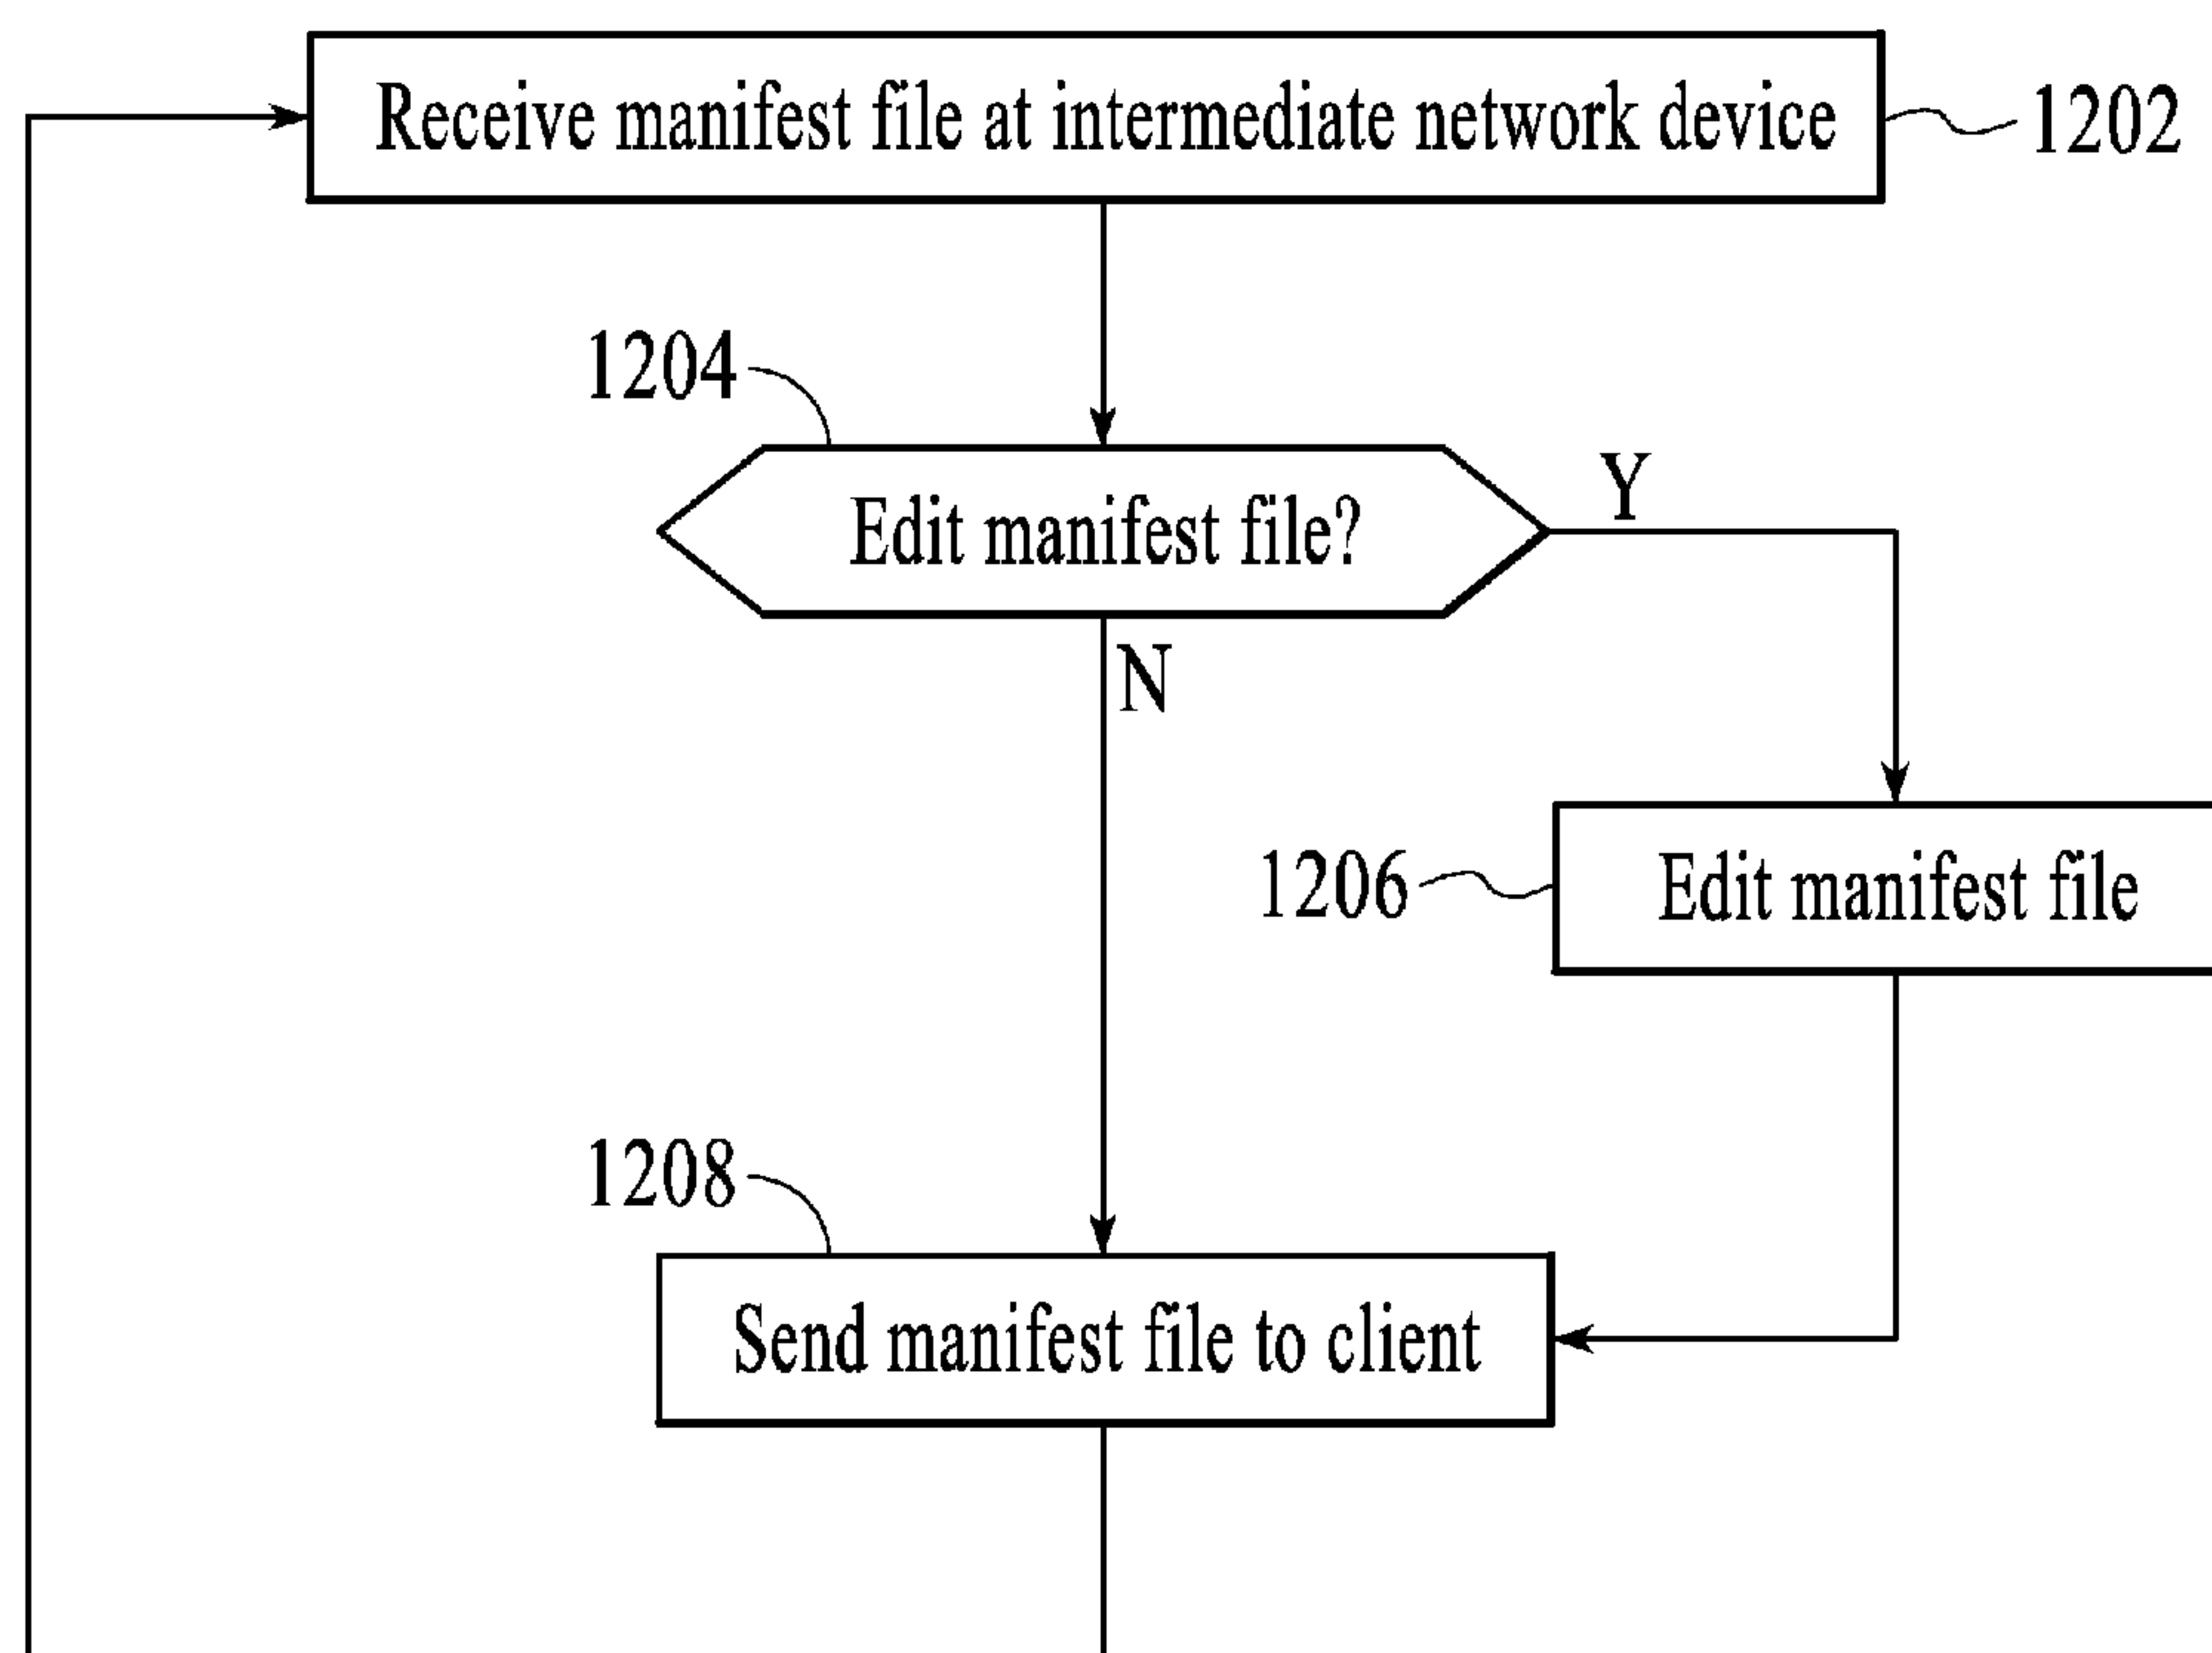 Receive manifest file at intermediate network device
1202
1204
Edit manifest file?
Y
N
1206
Edit manifest file
1208
Send manifest file to client